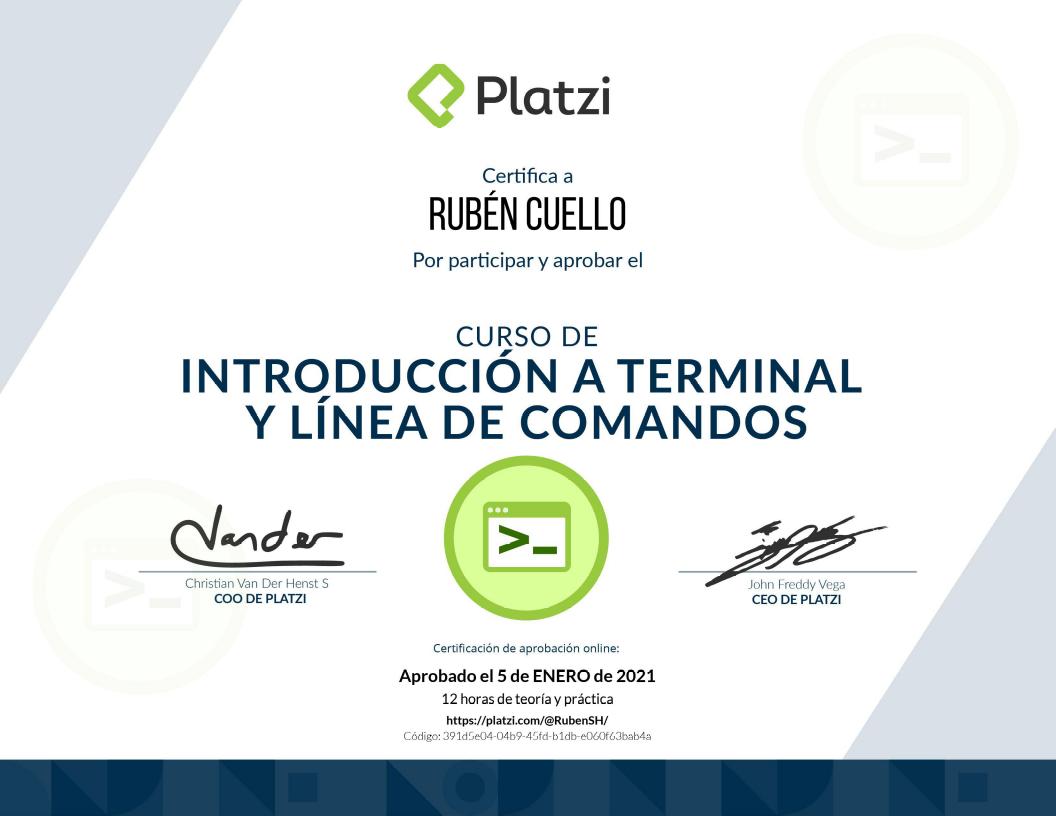 Platzi
Certifica a
RUBÉN CUELLO
Por participar y aprobar el
CURSO DE
INTRODUCCIÓN A TERMINAL
Y LÍNEA DE COMANDOS
>_
Vander
Christian Van Der Henst S
COO DE PLATZI
John Freddy Vega
CEO DE PLATZI
Certificación de aprobación online:
Aprobado el 5 de ENERO de 2021
12 horas de teoría y práctica
https://platzi.com/@RubenSH/
Código: 391d5e04-04b9-45fd-b1db-e060f63bab4a